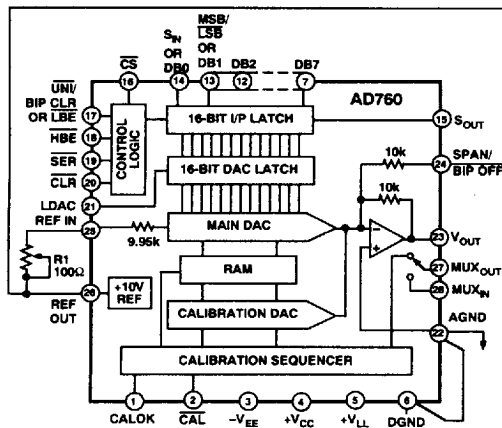 MSB/
LSB
OR
DB1
S_IN
OR
DB0
CS
DB2
DB7
16
14
13
12
7
AD760
UNI/
BIP CLR
OR LBE
17
HBE
18
SER
19
CLR
20
CONTROL
LOGIC
16-BIT I/P LATCH
15
S_OUT
16-BIT DAC LATCH
10k
24
SPAN/
BIP OFF
10k
LDAC
21
REF IN
25
9.95k
MAIN DAC
−
+
23
V_OUT
R1
100Ω
RAM
27
MUX_OUT
28
MUX_IN
26
REF
OUT
+10V
REF
CALIBRATION DAC
AGND
22
CALIBRATION SEQUENCER
1
2
3
4
5
6
CALOK
CAL
−V_EE
+V_CC
+V_LL
DGND